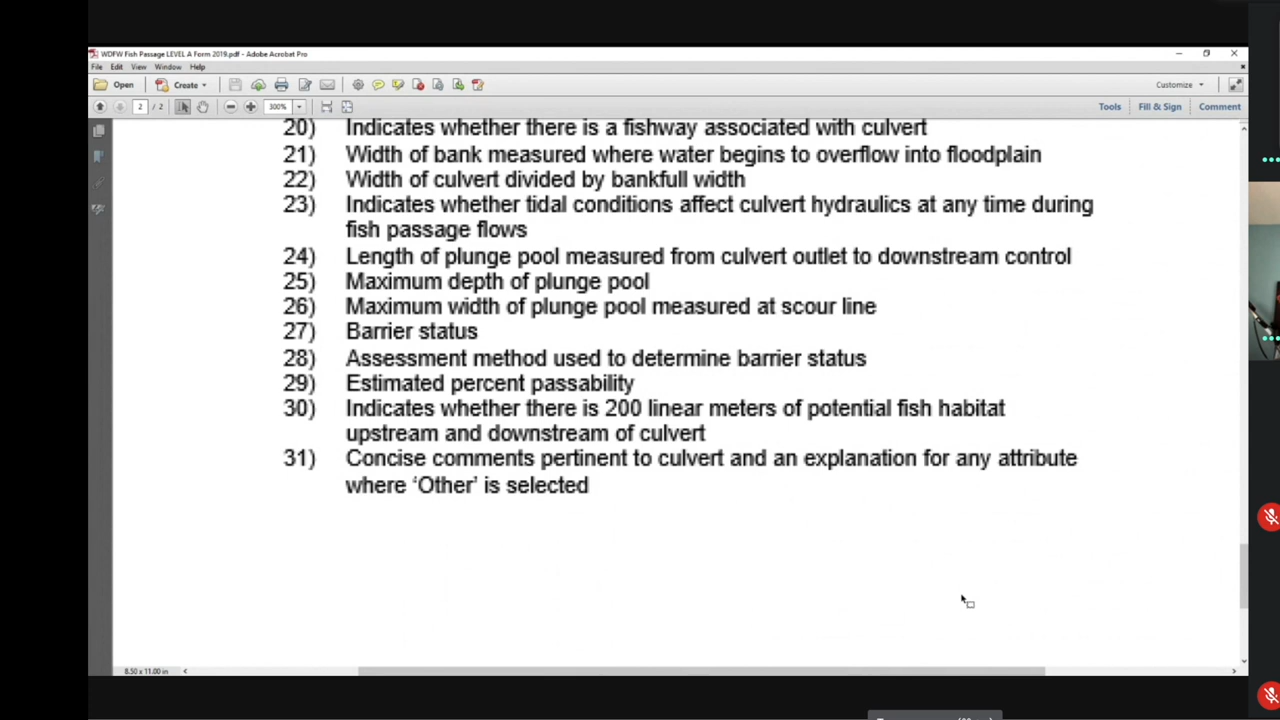 WDFW Fish Passage LEVEL A Form 2019.pdf - Adobe Acrobat Pro
File Edit View Window Help
Open Create Customize
2 / 2 300% Tools Fill & Sign Comment
20) Indicates whether there is a fishway associated with culvert
21) Width of bank measured where water begins to overflow into floodplain
22) Width of culvert divided by bankfull width
23) Indicates whether tidal conditions affect culvert hydraulics at any time during
fish passage flows
24) Length of plunge pool measured from culvert outlet to downstream control
25) Maximum depth of plunge pool
26) Maximum width of plunge pool measured at scour line
27) Barrier status
28) Assessment method used to determine barrier status
29) Estimated percent passability
30) Indicates whether there is 200 linear meters of potential fish habitat
upstream and downstream of culvert
31) Concise comments pertinent to culvert and an explanation for any attribute
where ‘Other’ is selected
8.50 x 11.00 in